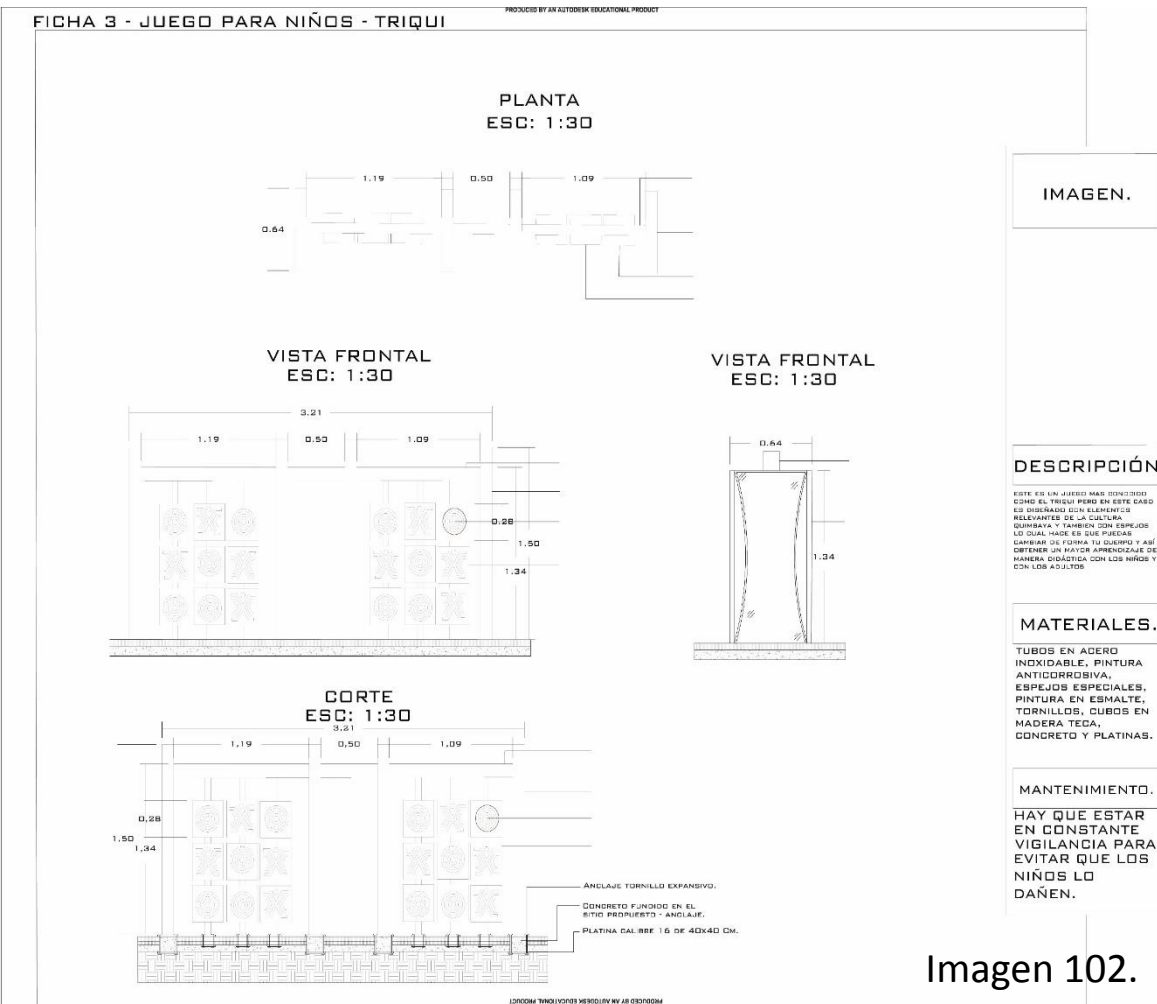 PRODUCED BY AN AUTODESK EDUCATIONAL PRODUCT
FICHA 3 - JUEGO PARA NIÑOS - TRIQUI
PLANTA
ESC: 1:30
1.19
0.50
1.09
0.64
IMAGEN.
VISTA FRONTAL
ESC: 1:30
3.21
1.19
0.50
1.09
0.28
1.50
1.34
VISTA FRONTAL
ESC: 1:30
0.64
1.34
DESCRIPCIÓN
ESTE ES UN JUEGO MAS CONOCIDO
COMO EL TRIQUI PERO EN ESTE CASO
ES DISEÑADO CON ELEMENTOS
RELEVANTES DE LA CULTURA
QUIMBAYA Y TAMBIEN CON ESPEJOS
LO CUAL HACE ES QUE PUEDAS
CAMBIAR DE FORMA TU CUERPO Y ASÍ
OBTENER UN MAYOR APRENDIZAJE DE
MANERA DIDÁCTICA CON LOS NIÑOS Y
CON LOS ADULTOS
MATERIALES.
TUBOS EN ACERO
INOXIDABLE, PINTURA
ANTICORROSIVA,
ESPEJOS ESPECIALES,
PINTURA EN ESMALTE,
TORNILLOS, CUBOS EN
MADERA TECA,
CONCRETO Y PLATINAS.
MANTENIMIENTO.
HAY QUE ESTAR
EN CONSTANTE
VIGILANCIA PARA
EVITAR QUE LOS
NIÑOS LO
DAÑEN.
CORTE
ESC: 1:30
3.21
1,19
0,50
1,09
0,28
1,50
1,34
ANCLAJE TORNILLO EXPANSIVO.
CONCRETO FUNDIDO EN EL
SITIO PROPUESTO - ANCLAJE.
PLATINA CALIBRE 16 DE 40X40 CM.
Imagen 102.
PRODUCED BY AN AUTODESK EDUCATIONAL PRODUCT